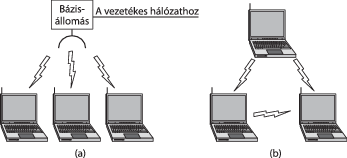 Bázis-
állomás
A vezetékes hálózathoz
(a)
(b)